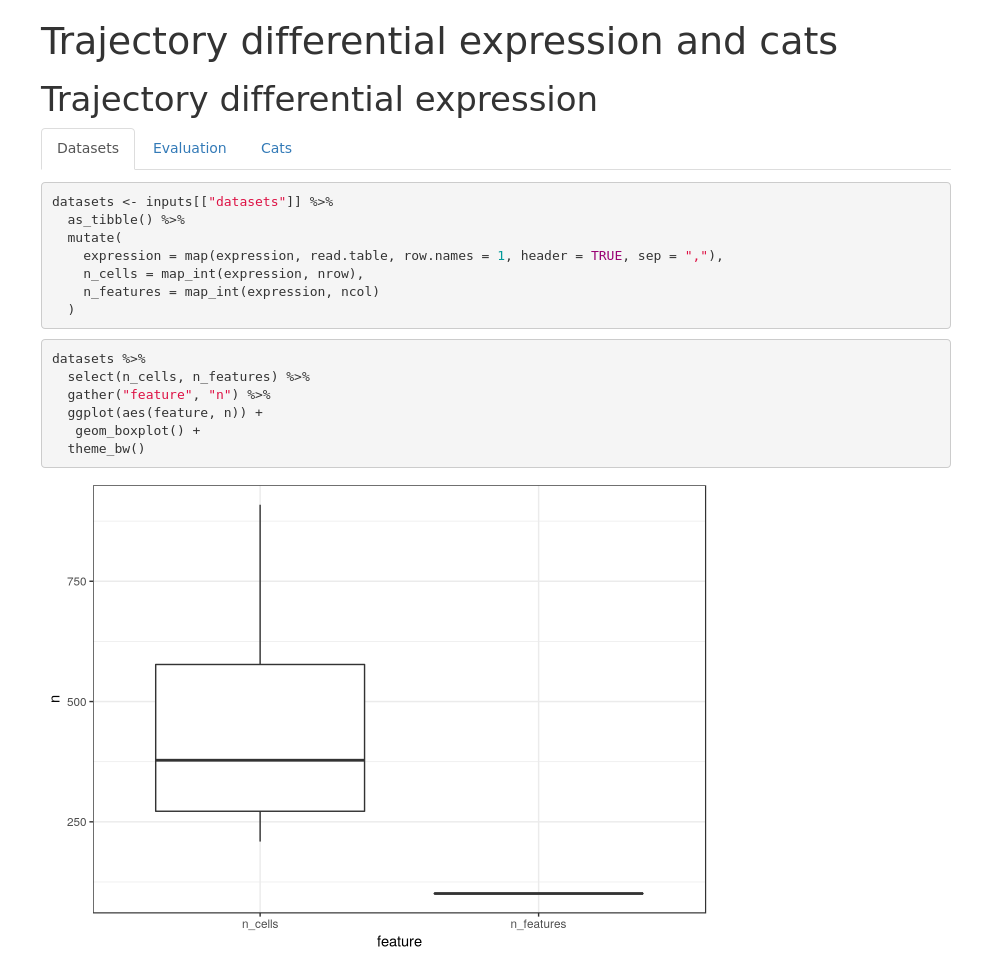 Trajectory differential expression and cats
Trajectory differential expression
Datasets Evaluation Cats
datasets <- inputs[["datasets"]] %>%
  as_tibble() %>%
  mutate(
    expression = map(expression, read.table, row.names = 1, header = TRUE, sep = ","),
    n_cells = map_int(expression, nrow),
    n_features = map_int(expression, ncol)
  )
datasets %>%
  select(n_cells, n_features) %>%
  gather("feature", "n") %>%
  ggplot(aes(feature, n)) +
   geom_boxplot() +
  theme_bw()
750
n
500
250
n_cells n_features
feature